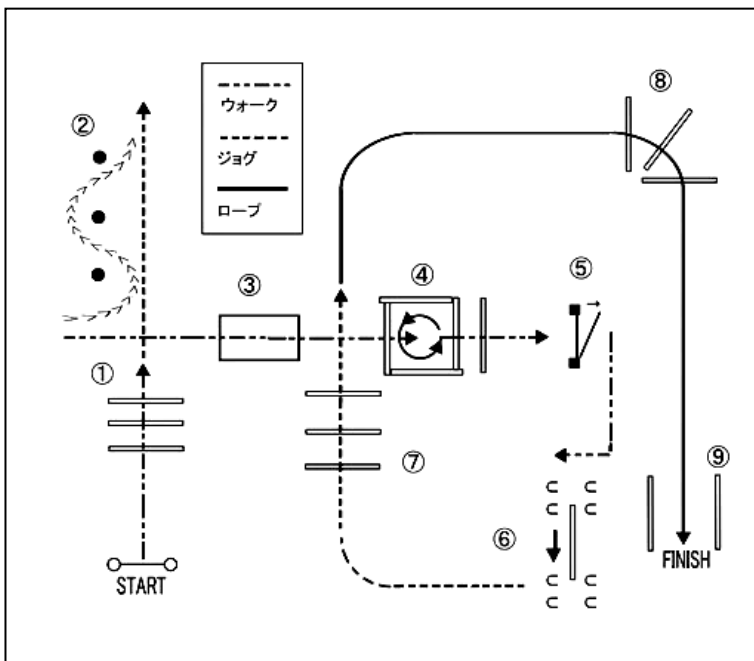 ②
⑧
ウォーク
ジョグ
ロープ
③
④
⑤
①
⑦
⑨
⑥
START
FINISH